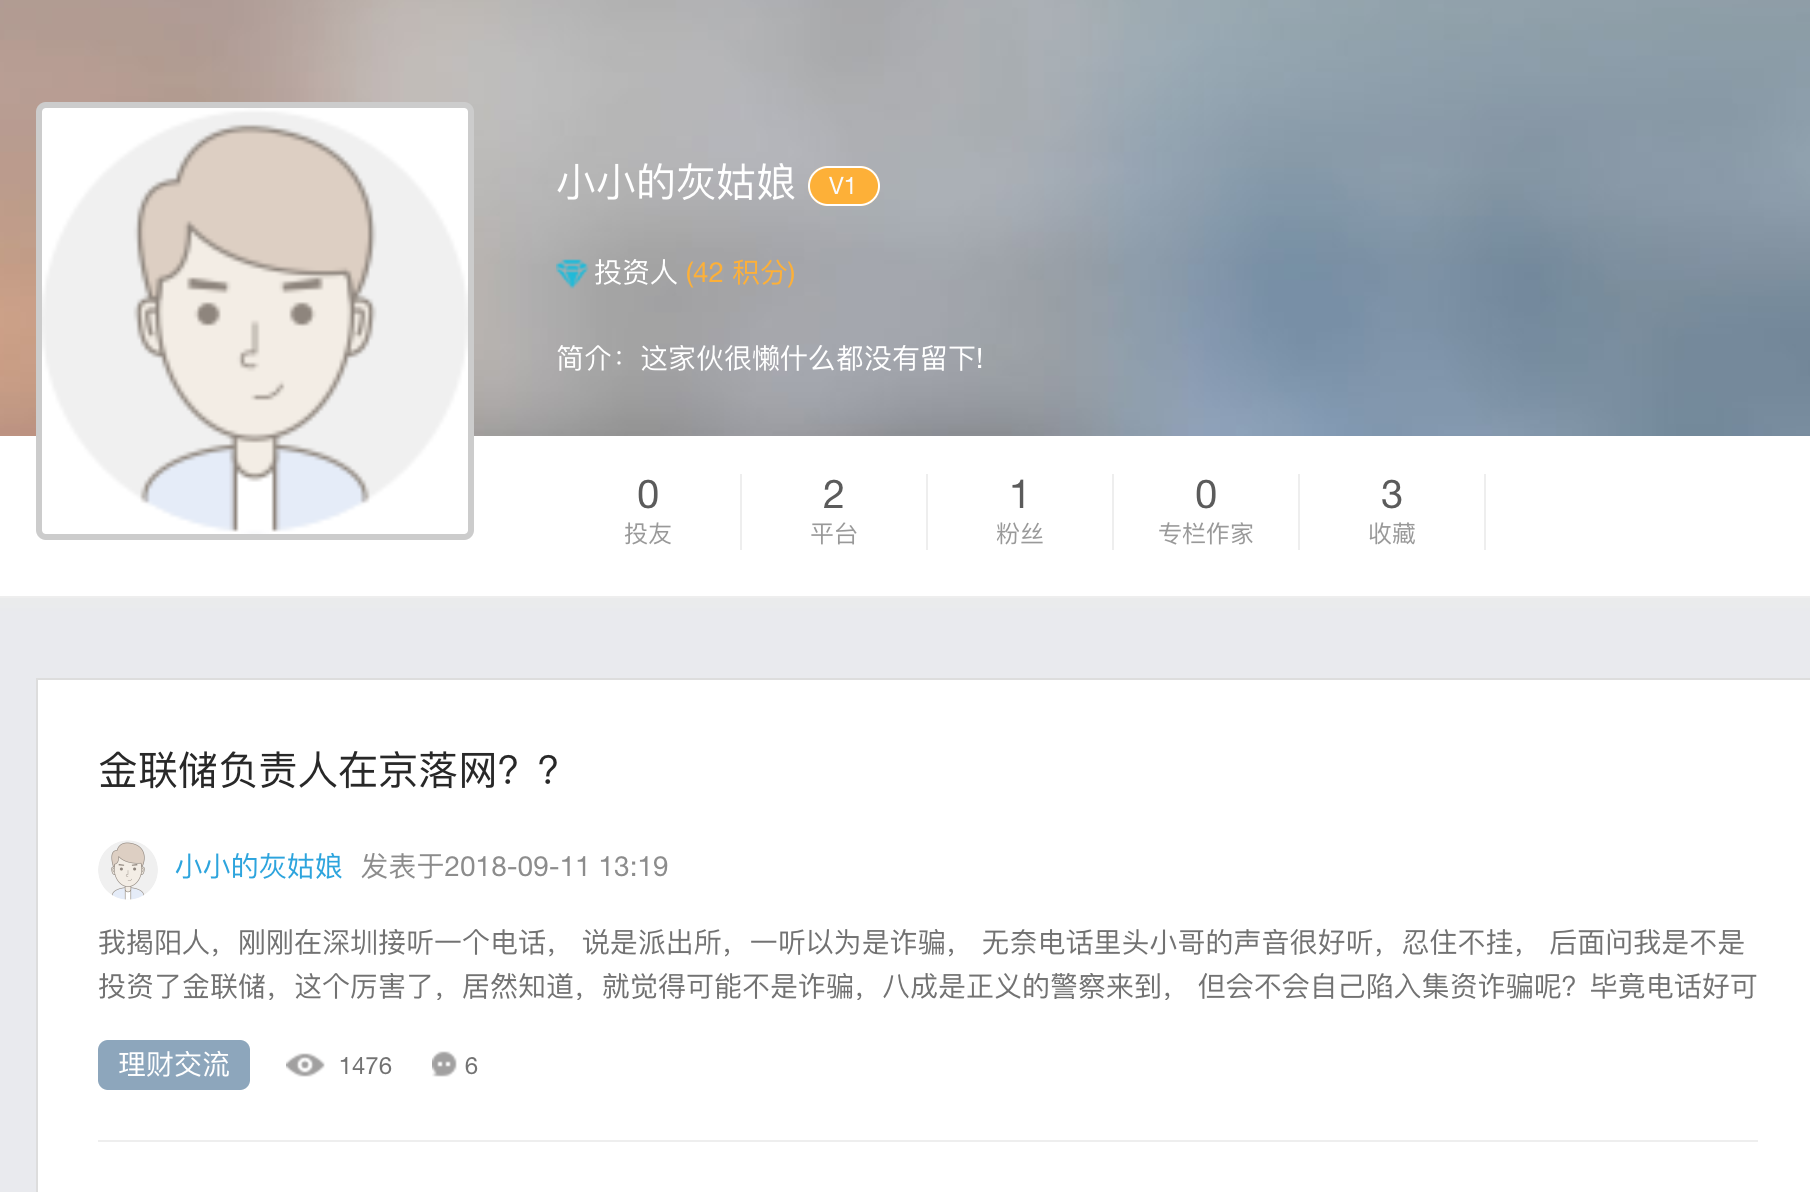 小小的灰姑娘 V1
投资人 (42 积分)
简介：这家伙很懒什么都没有留下!
0 2 1 0 3
投友 平台 粉丝 专栏作家 收藏
金联储负责人在京落网？？
小小的灰姑娘 发表于2018-09-11 13:19
我揭阳人，刚刚在深圳接听一个电话， 说是派出所，一听以为是诈骗， 无奈电话里头小哥的声音很好听，忍住不挂， 后面问我是不是
投资了金联储，这个厉害了，居然知道，就觉得可能不是诈骗，八成是正义的警察来到， 但会不会自己陷入集资诈骗呢？毕竟电话好可
理财交流 1476 6